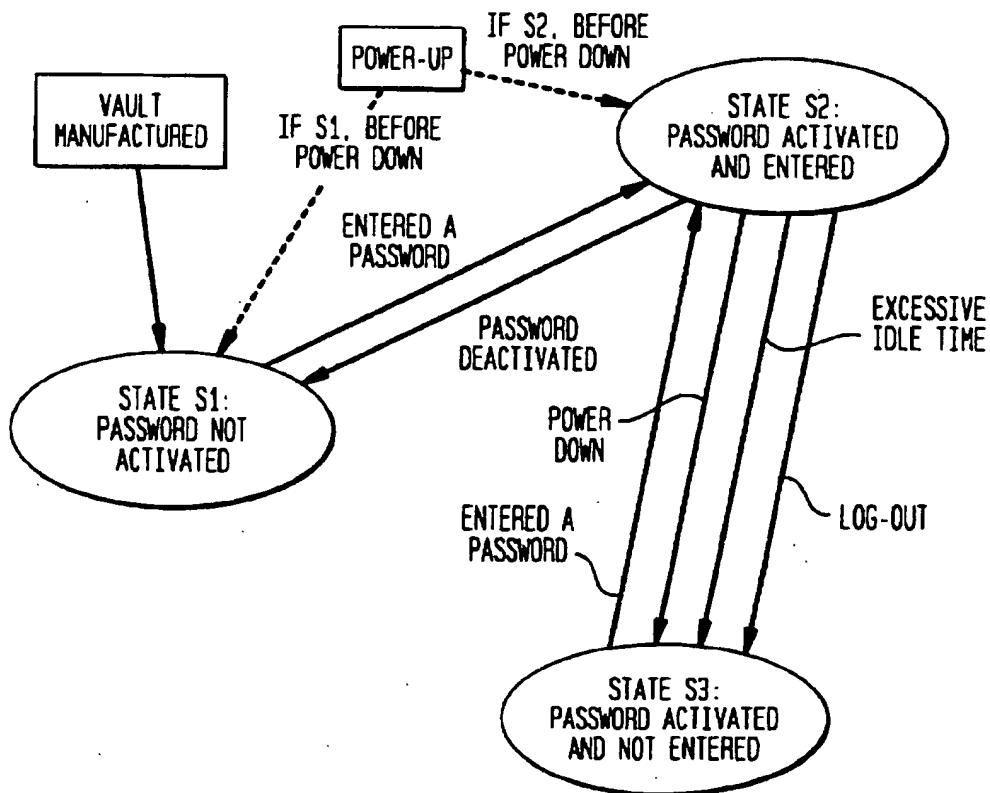 IF S2, BEFORE
POWER DOWN
POWER-UP
VAULT
MANUFACTURED
IF S1, BEFORE
POWER DOWN
STATE S2:
PASSWORD ACTIVATED
AND ENTERED
ENTERED A
PASSWORD
PASSWORD
DEACTIVATED
EXCESSIVE
IDLE TIME
STATE S1:
PASSWORD NOT
ACTIVATED
POWER
DOWN
ENTERED A
PASSWORD
LOG-OUT
STATE S3:
PASSWORD ACTIVATED
AND NOT ENTERED